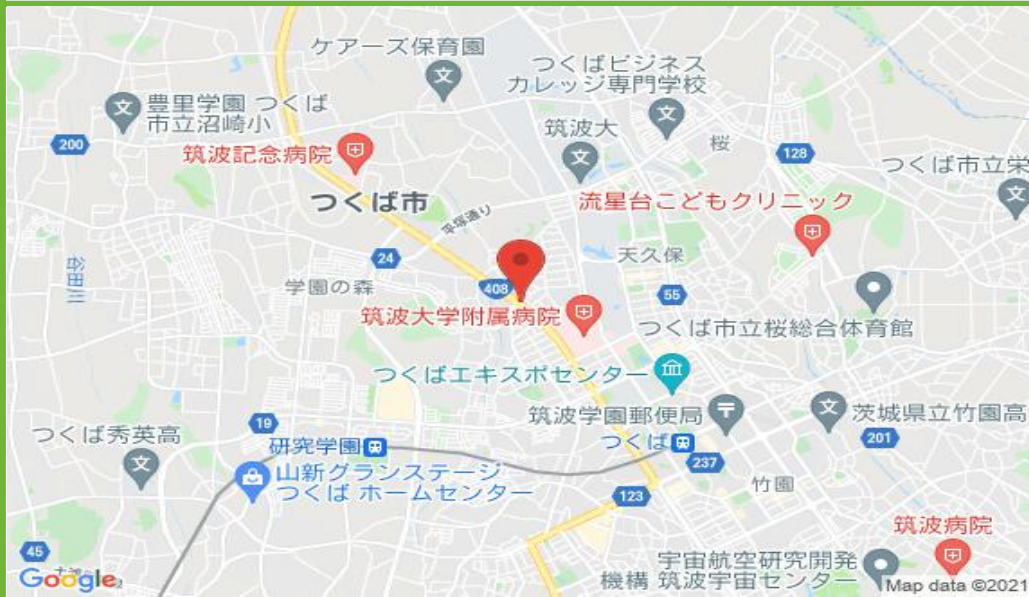 ケアーズ保育園
つくばビジネス
カレッジ専門学校
豊里学園 つくば
市立沼崎小
200
筑波記念病院
筑波大
桜
128
つくば市立栄
つくば市
平塚通り
流星台こどもクリニック
谷田川
24
天久保
学園の森
408
55
筑波大学附属病院
つくば市立桜総合体育館
つくばエキスポセンター
筑波学園郵便局
茨城県立竹園高
19
つくば秀英高
研究学園
つくば
201
237
山新グランステージ
つくば ホームセンター
123
竹園
筑波病院
45
宇宙航空研究開発
機構 筑波宇宙センター
Google
Map data ©2021